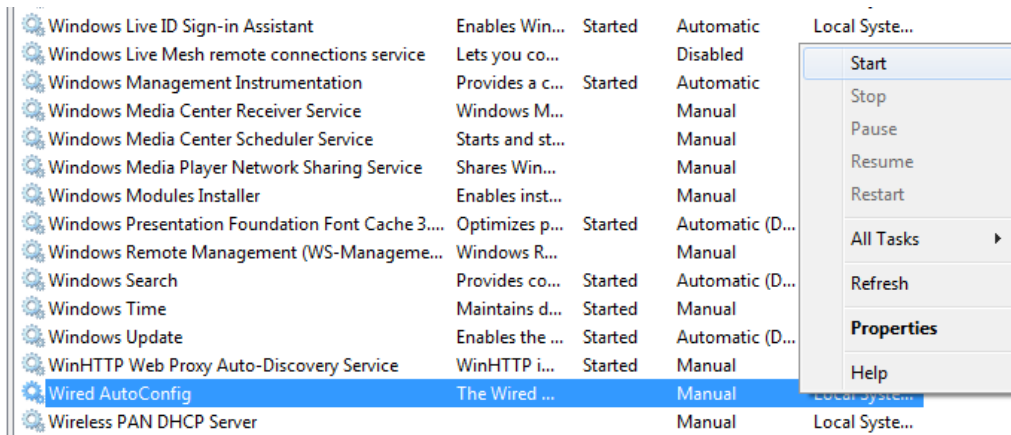 Windows Live ID Sign-in Assistant Enables Win... Started Automatic Local Syste...
Windows Live Mesh remote connections service Lets you co... Disabled
Start
Windows Management Instrumentation Provides a c... Started Automatic
Stop
Windows Media Center Receiver Service Windows M... Manual
Pause
Windows Media Center Scheduler Service Starts and st... Manual
Resume
Windows Media Player Network Sharing Service Shares Win... Manual
Restart
Windows Modules Installer Enables inst... Manual
Windows Presentation Foundation Font Cache 3.... Optimizes p... Started Automatic (D...
All Tasks
Windows Remote Management (WS-Manageme... Windows R... Manual
Windows Search Provides co... Started Automatic (D...
Refresh
Windows Time Maintains d... Started Manual
Properties
Windows Update Enables the ... Started Automatic (D...
WinHTTP Web Proxy Auto-Discovery Service WinHTTP i... Started Manual
Help
Wired AutoConfig The Wired ... Manual Local Syste...
Wireless PAN DHCP Server Manual Local Syste...